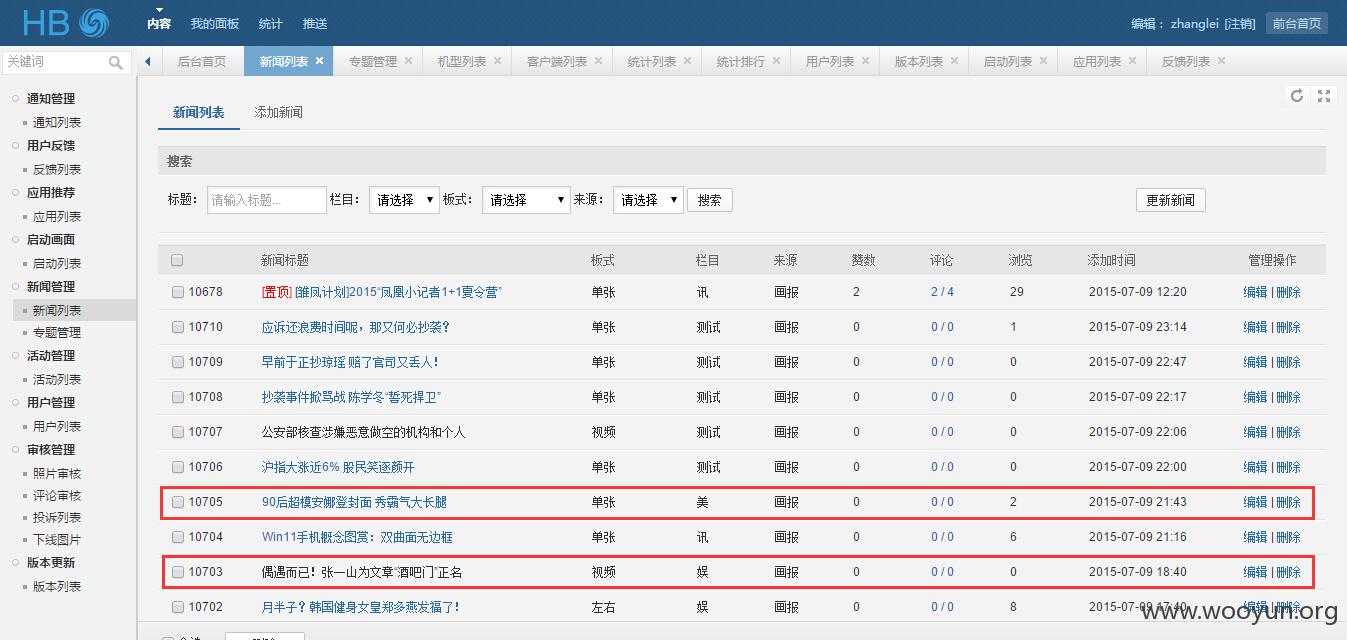 HB 内容 我的面板 统计 推送 编辑： zhanglei [注销] 前台首页
关键词 后台首页 新闻列表 × 专题管理 × 机型列表 × 客户端列表 × 统计列表 × 统计排行 × 用户列表 × 版本列表 × 启动列表 × 应用列表 × 反馈列表 ×
通知管理
通知列表
用户反馈
反馈列表
应用推荐
应用列表
启动画面
启动列表
新闻管理
新闻列表
专题管理
活动管理
活动列表
用户管理
用户列表
审核管理
照片审核
评论审核
投诉列表
下线图片
版本更新
版本列表
新闻列表 添加新闻
搜索
标题： 请输入标题... 栏目： 请选择 板式： 请选择 来源： 请选择 搜索 更新新闻
新闻标题 板式 栏目 来源 赞数 评论 浏览 添加时间 管理操作
10678 [置顶] [雏凤计划]2015“凤凰小记者1+1夏令营” 单张 讯 画报 2 2 / 4 29 2015-07-09 12:20 编辑 | 删除
10710 应诉还浪费时间呢，那又何必抄袭？ 单张 测试 画报 0 0 / 0 1 2015-07-09 23:14 编辑 | 删除
10709 早前于正抄琼瑶 赔了官司又丢人！ 单张 测试 画报 0 0 / 0 0 2015-07-09 22:47 编辑 | 删除
10708 抄袭事件掀骂战 陈学冬“誓死捍卫” 单张 测试 画报 0 0 / 0 0 2015-07-09 22:17 编辑 | 删除
10707 公安部核查涉嫌恶意做空的机构和个人 视频 测试 画报 0 0 / 0 0 2015-07-09 22:06 编辑 | 删除
10706 沪指大涨近6% 股民笑逐颜开 单张 测试 画报 0 0 / 0 0 2015-07-09 22:00 编辑 | 删除
10705 90后超模安娜登封面 秀霸气大长腿 单张 美 画报 0 0 / 0 2 2015-07-09 21:43 编辑 | 删除
10704 Win11手机概念图赏：双曲面无边框 单张 讯 画报 0 0 / 0 6 2015-07-09 21:16 编辑 | 删除
10703 偶遇而已！张一山为文章“酒吧门”正名 视频 娱 画报 0 0 / 0 0 2015-07-09 18:40 编辑 | 删除
10702 月半子？韩国健身女皇郑多燕发福了！ 左右 娱 画报 0 0 / 0 8 2015-07-09 17:40 编辑 | 删除
www.wooyun.org